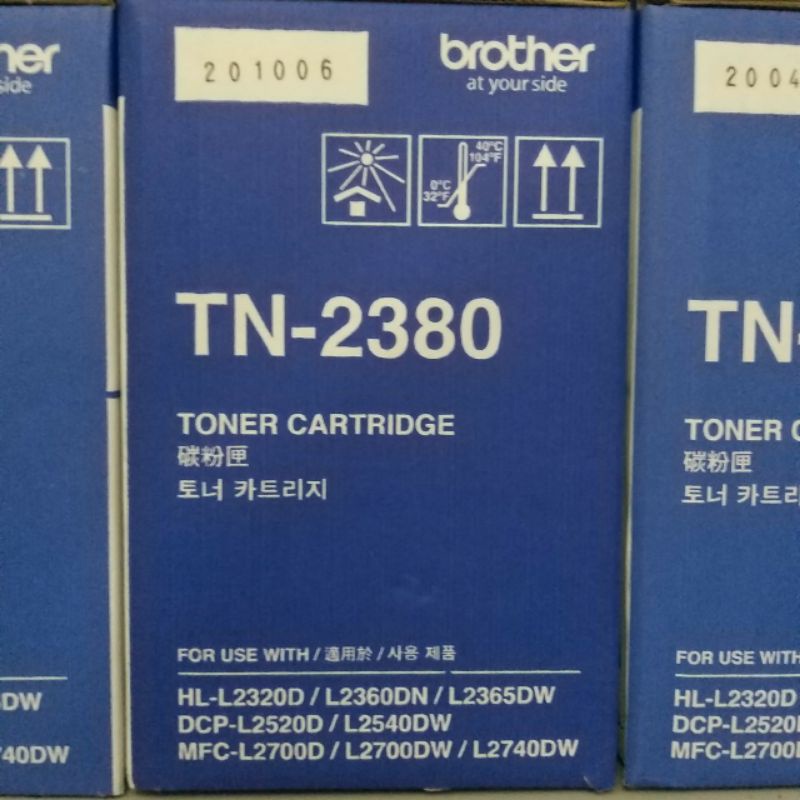 her
side
DW
740DW
201006
brother
at your side
40°C
104°F
0°C
32°F
TN-2380
TONER CARTRIDGE
碳粉匣
토너 카트리지
FOR USE WITH / 適用於 / 사용 제품
HL-L2320D / L2360DN / L2365DW
DCP-L2520D / L2540DW
MFC-L2700D / L2700DW / L2740DW
2004
TN-
TONER C
碳粉匣
토너 카트리
FOR USE WITH
HL-L2320D
DCP-L2520
MFC-L2700